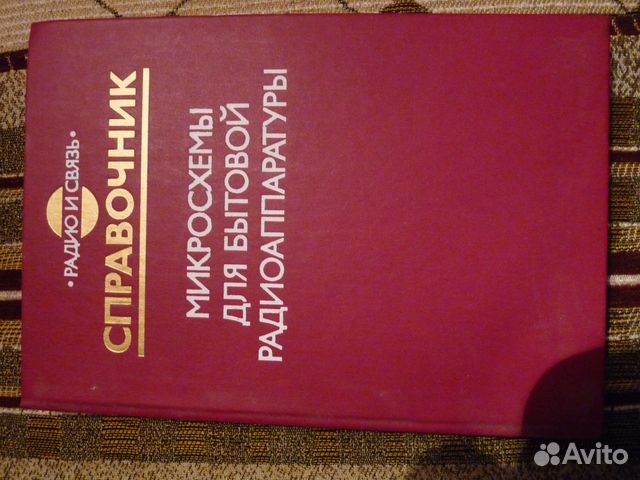 • РАДИО И СВЯЗЬ •
СПРАВОЧНИК
МИКРОСХЕМЫ
ДЛЯ БЫТОВОЙ
РАДИОАППАРАТУРЫ
Avito